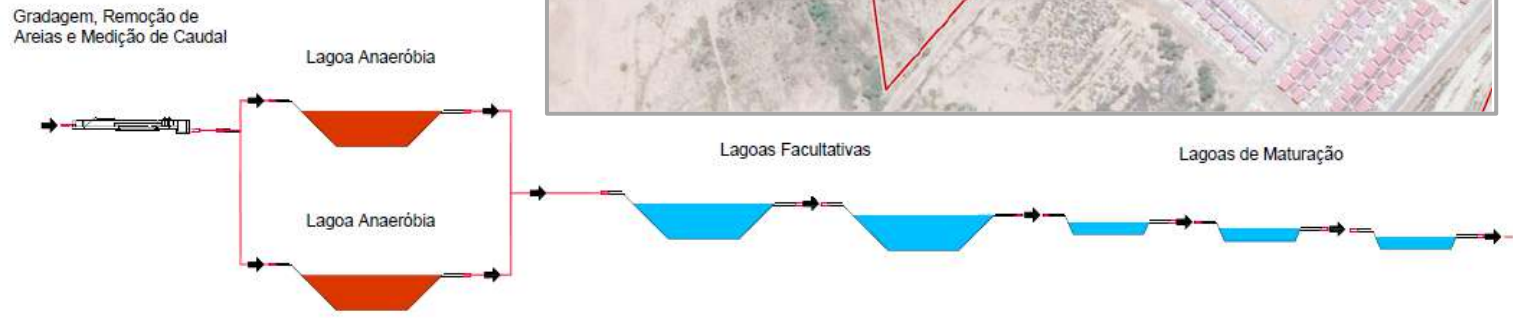 Gradagem, Remoção de
Areias e Medição de Caudal
Lagoa Anaeróbia
Lagoa Anaeróbia
Lagoas Facultativas
Lagoas de Maturação